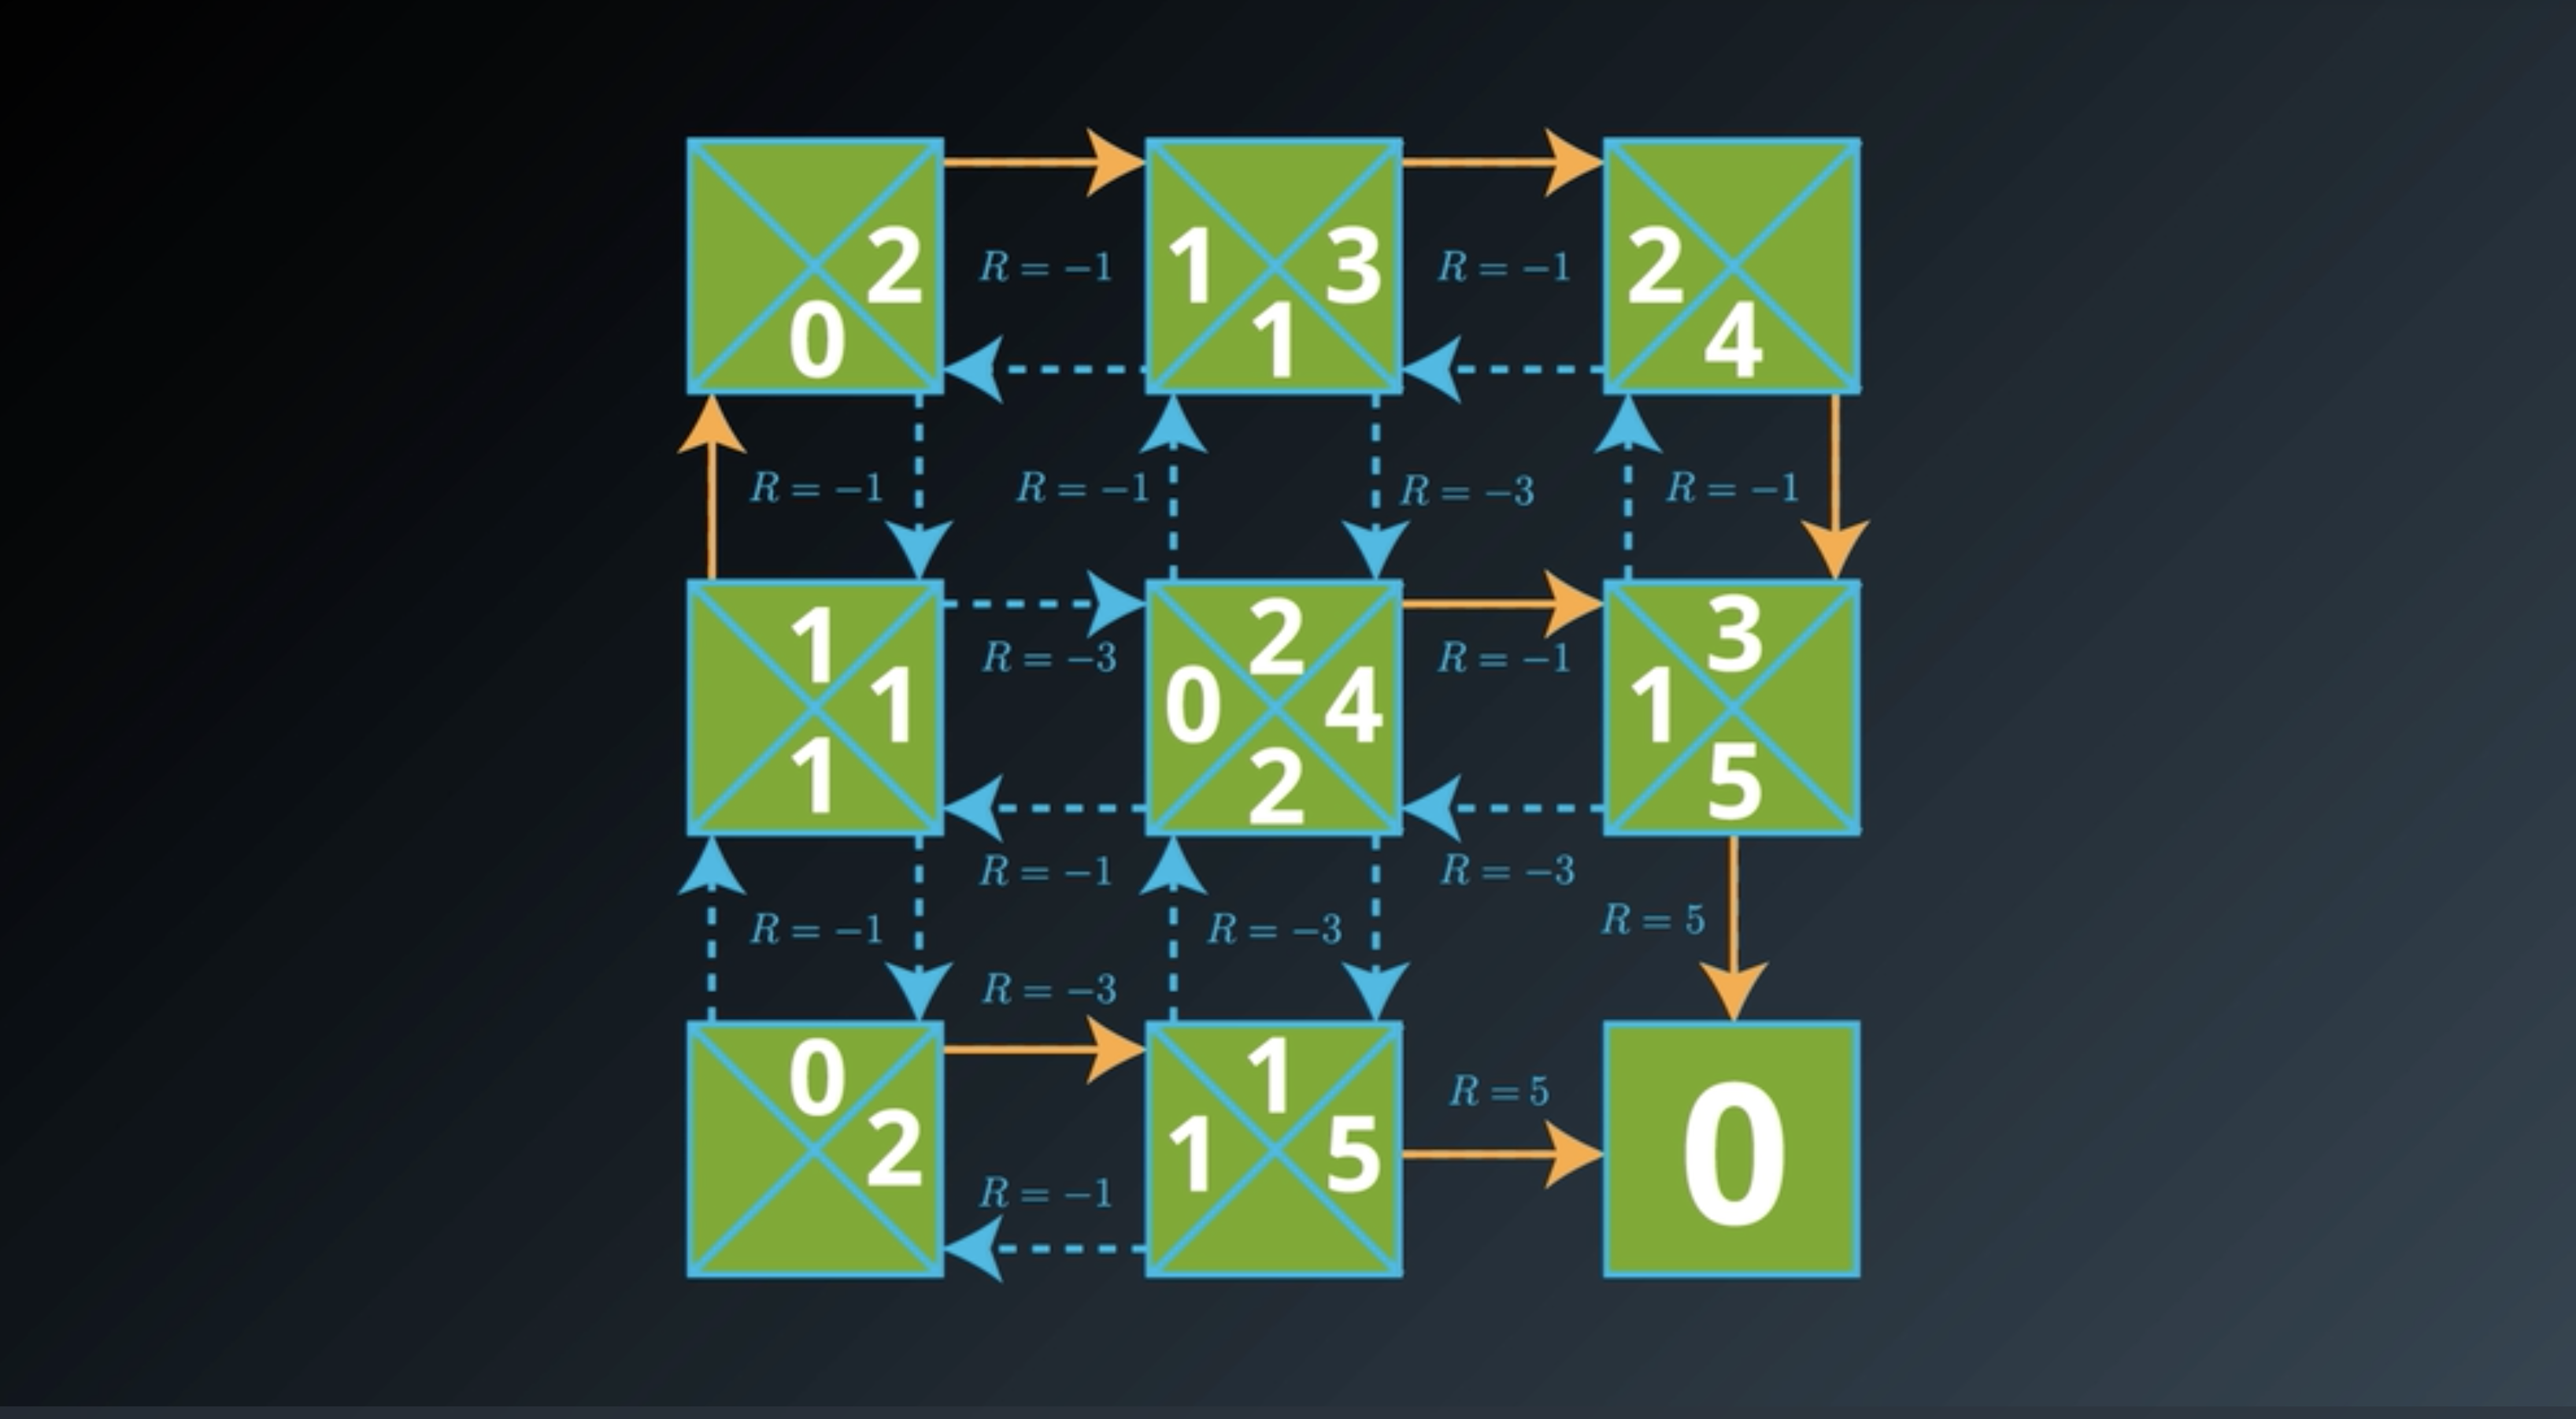 2 R = −1 1 3 R = −1 2
0 1 4
R = −1 R = −1 R = −3 R = −1
1 2 3
R = −3 R = −1
1 0 4 1
1 2 5
R = −1 R = −3
R = −1 R = −3 R = 5
R = −3
0 1
R = 5
2 1 5 0
R = −1